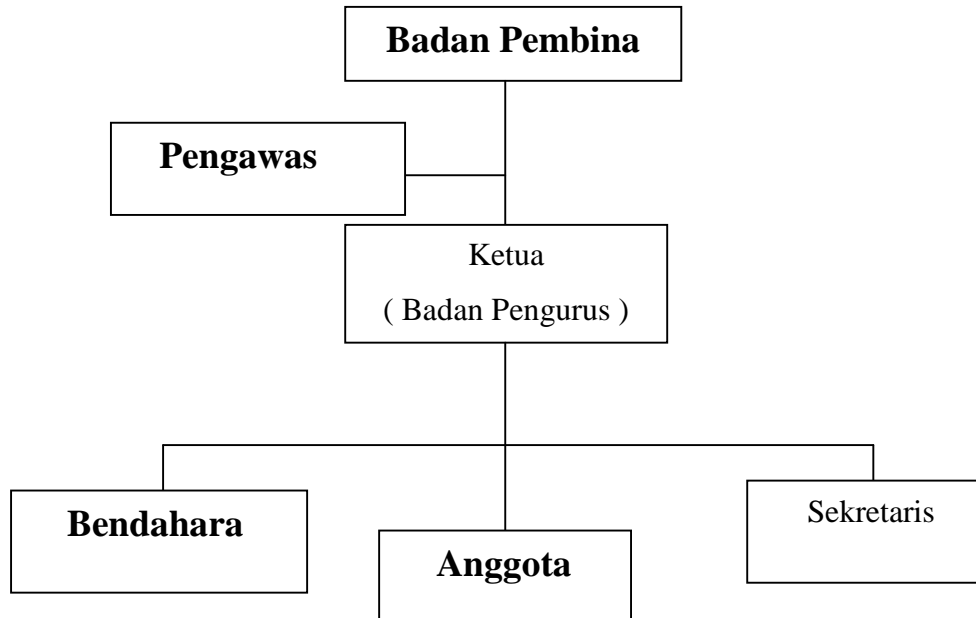 Badan Pembina
Pengawas
Ketua
( Badan Pengurus )
Bendahara
Anggota
Sekretaris